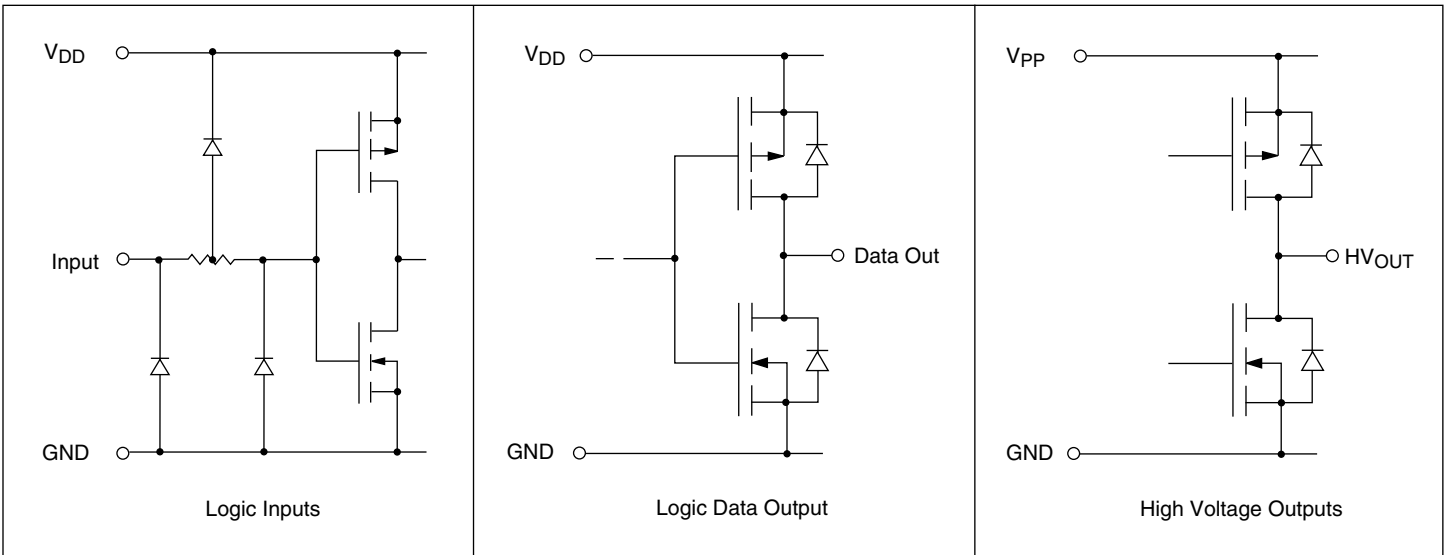 VDD
Input
GND
Logic Inputs
VDD
Data Out
GND
Logic Data Output
VPP
HVOUT
GND
High Voltage Outputs